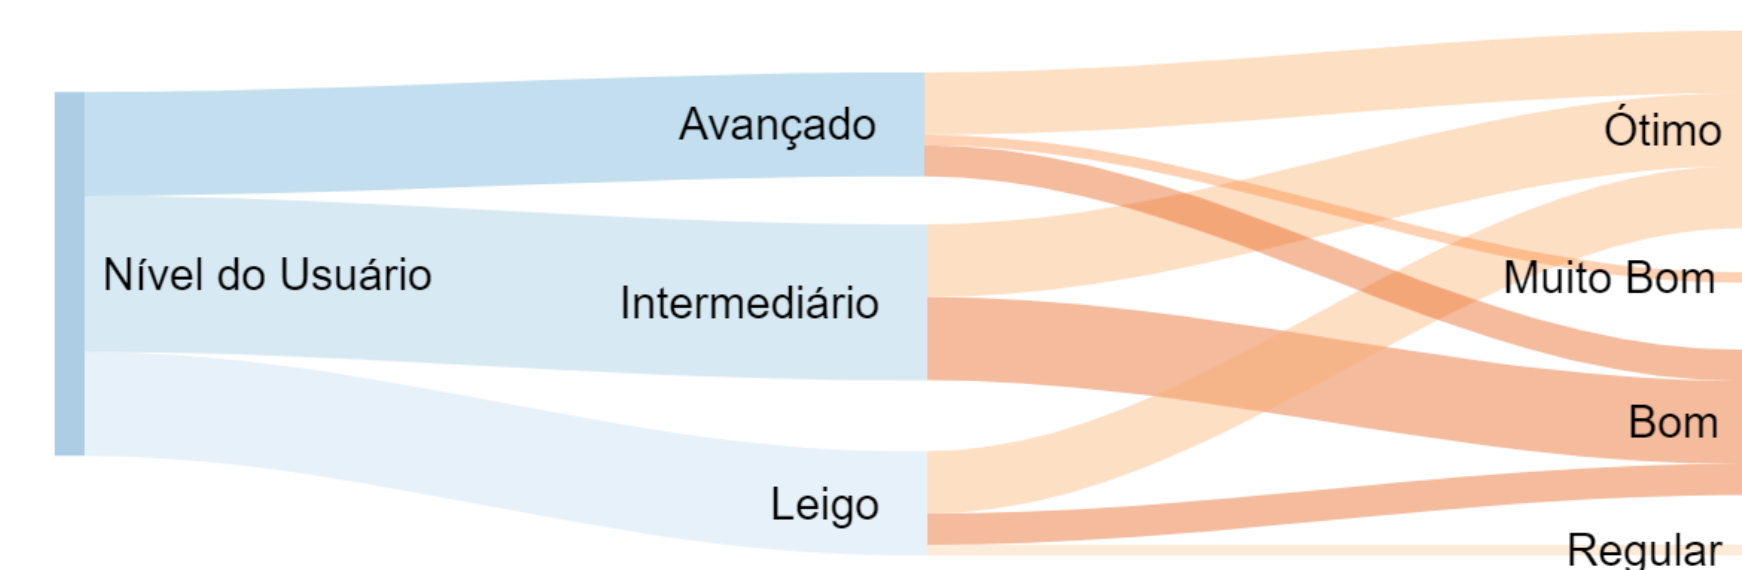 Avançado
Ótimo
Nível do Usuário
Muito Bom
Intermediário
Bom
Leigo
Regular